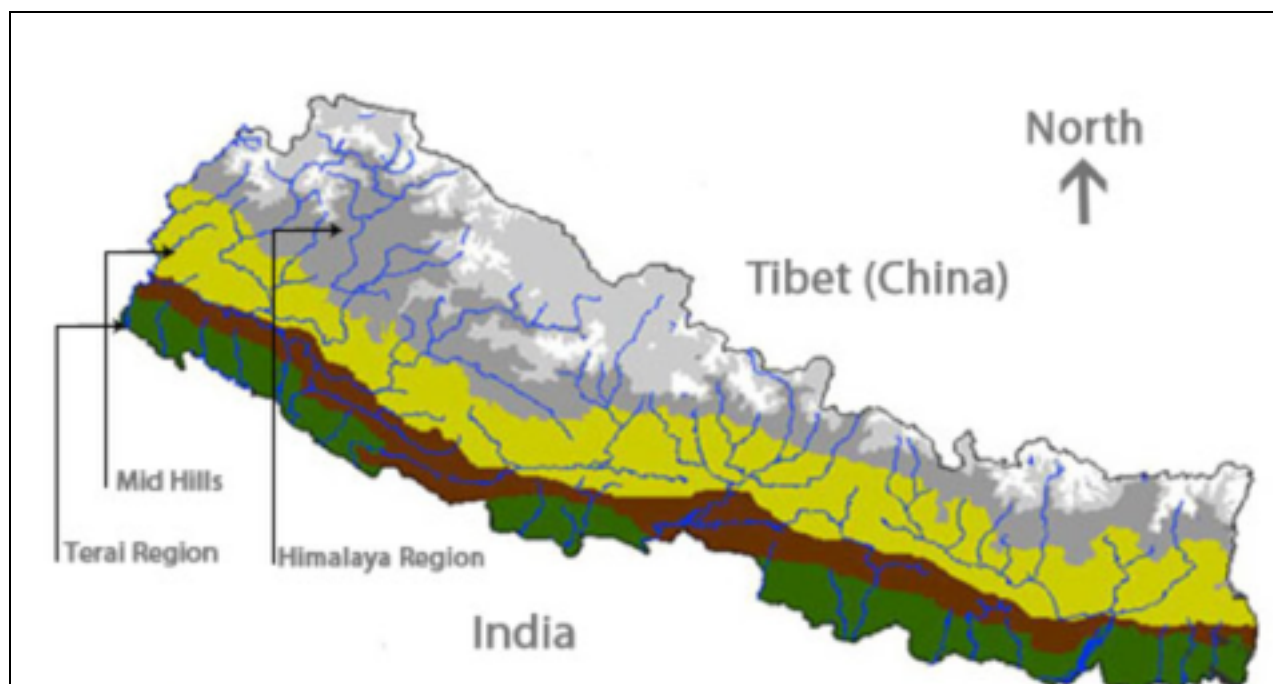 North
Tibet (China)
Mid Hills
Terai Region
Himalaya Region
India